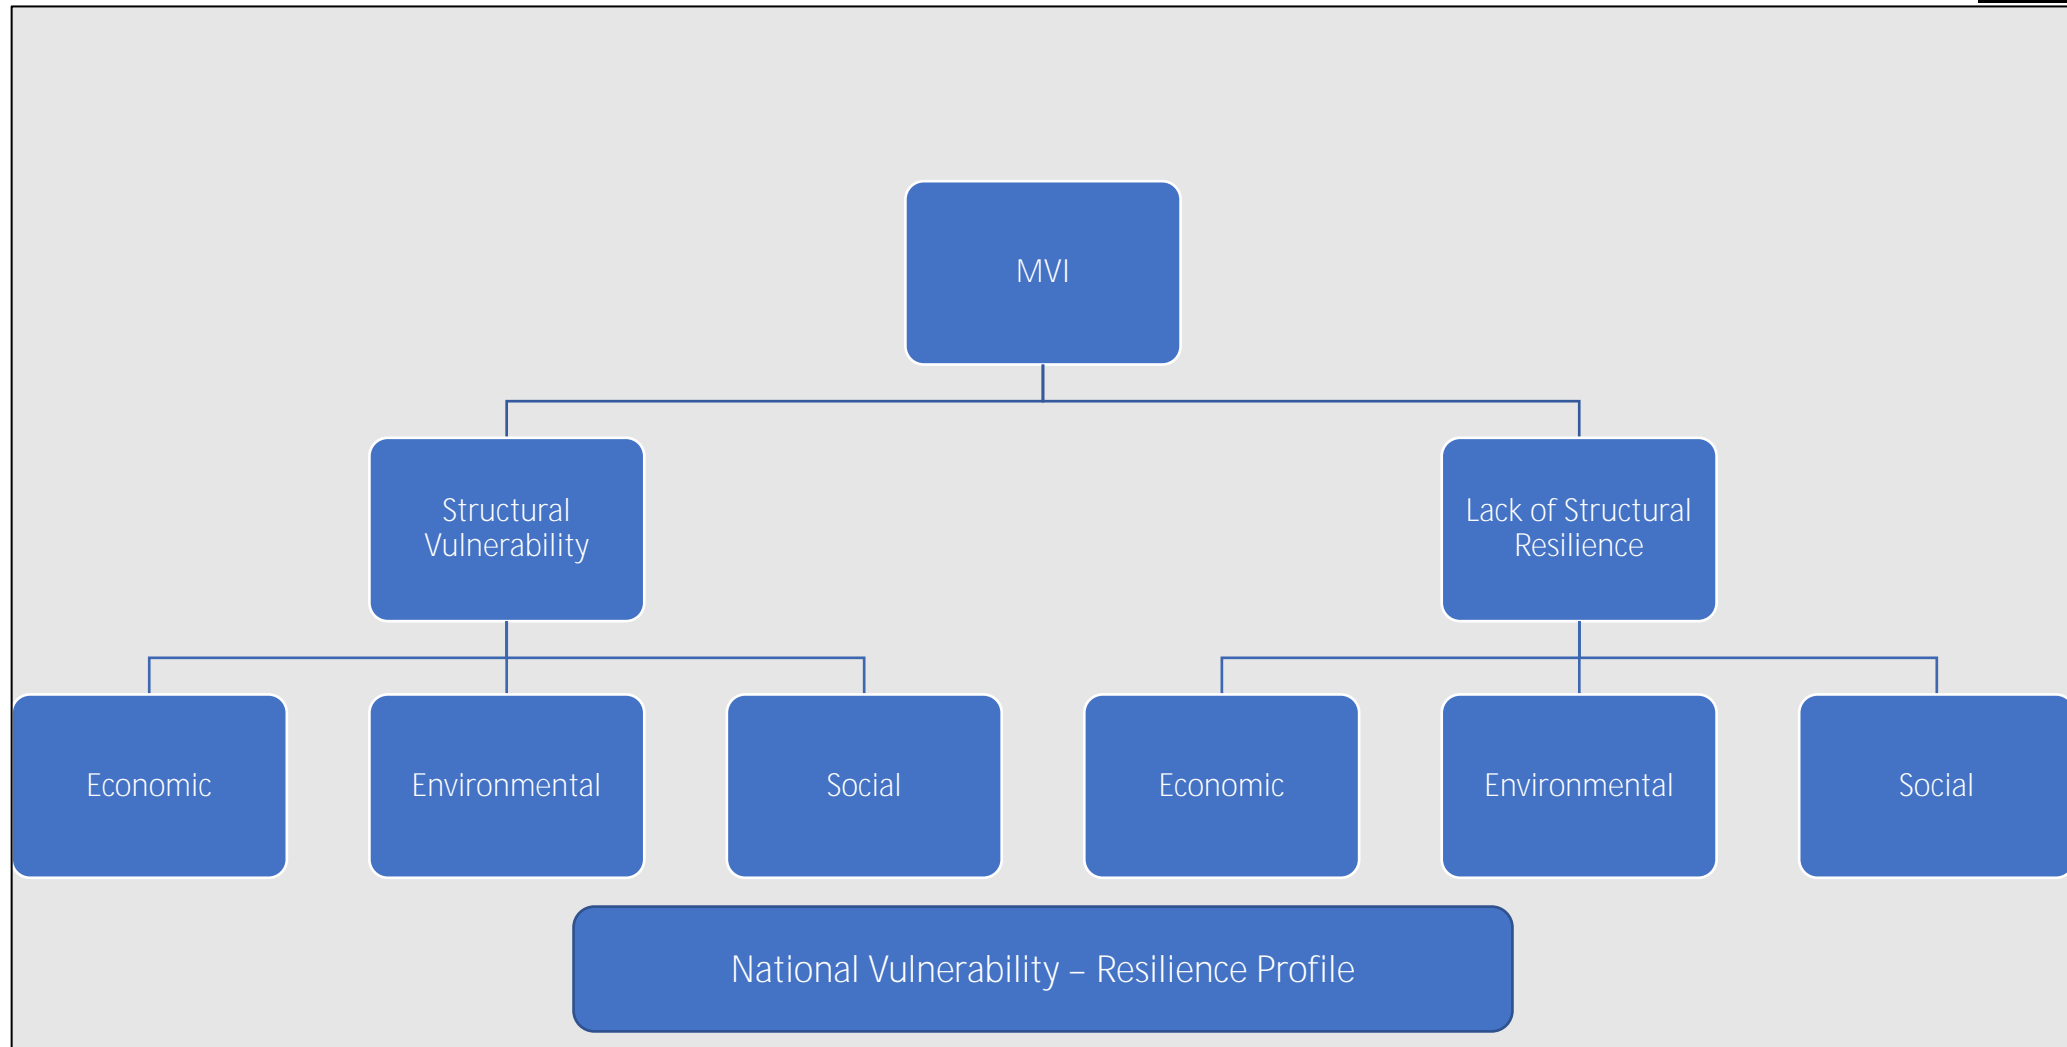 MVI
Structural
Vulnerability
Lack of Structural
Resilience
Economic
Environmental
Social
Economic
Environmental
Social
National Vulnerability – Resilience Profile